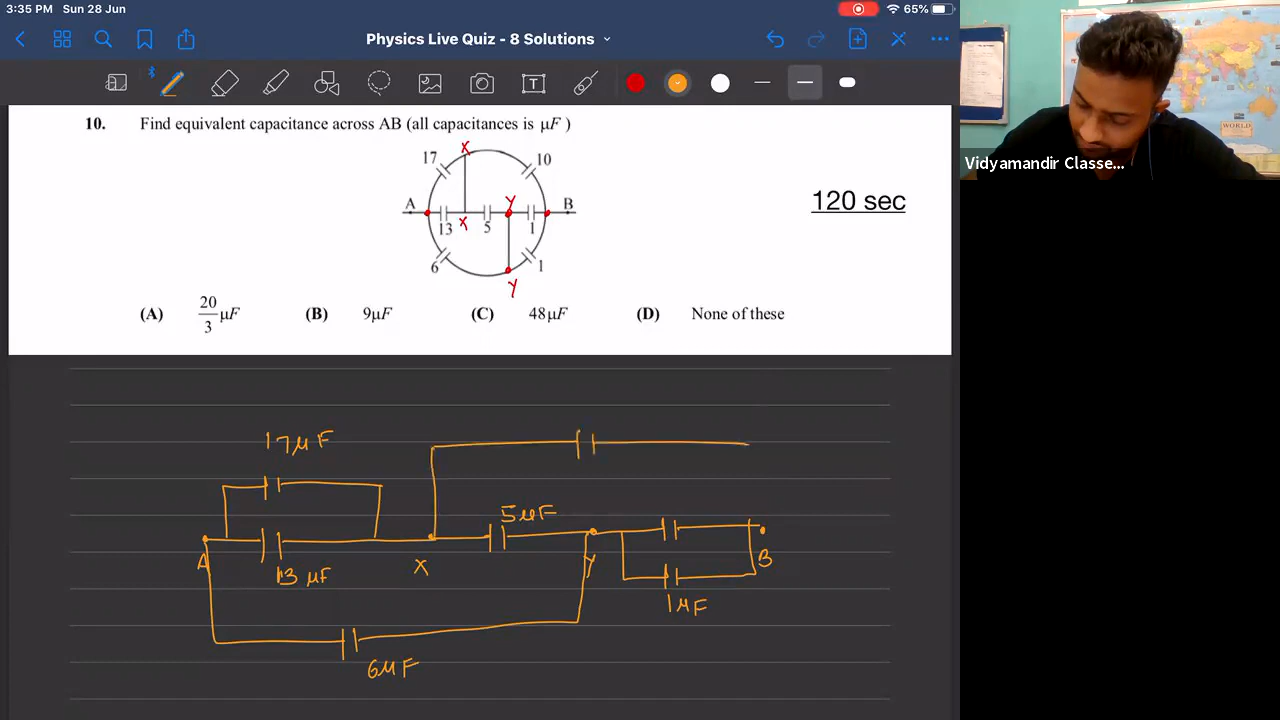 3:35 PM Sun 28 Jun
65%
Physics Live Quiz - 8 Solutions
10. Find equivalent capacitance across AB (all capacitances is μF )
120 sec
X
17 10
A Y B
13 X 5 1
6 1
Y
(A) 20/3 μF (B) 9μF (C) 48μF (D) None of these
17μF
5μF
A X Y B
13 μF
1μF
6μF
WORLD
Vidyamandir Classe...